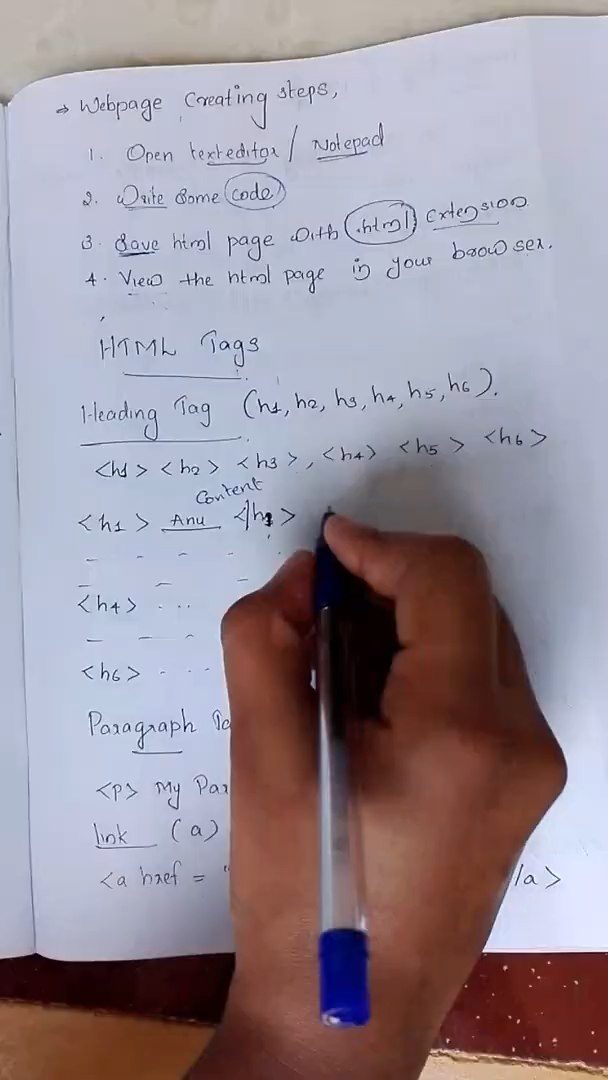 → Webpage Creating steps,
1. Open texteditor / Notepad
2. Write Some code
3. Save html page with .html extension.
4. View the html page in your browser.
HTML Tags
Heading Tag (h1, h2, h3, h4, h5, h6).
<h1> <h2> <h3>, <h4> <h5> <h6>
Content
<h1> Any </h1>
<h4> ...
<h6> ...
Paragraph
<p> My
link (a)
<a href = " /a>